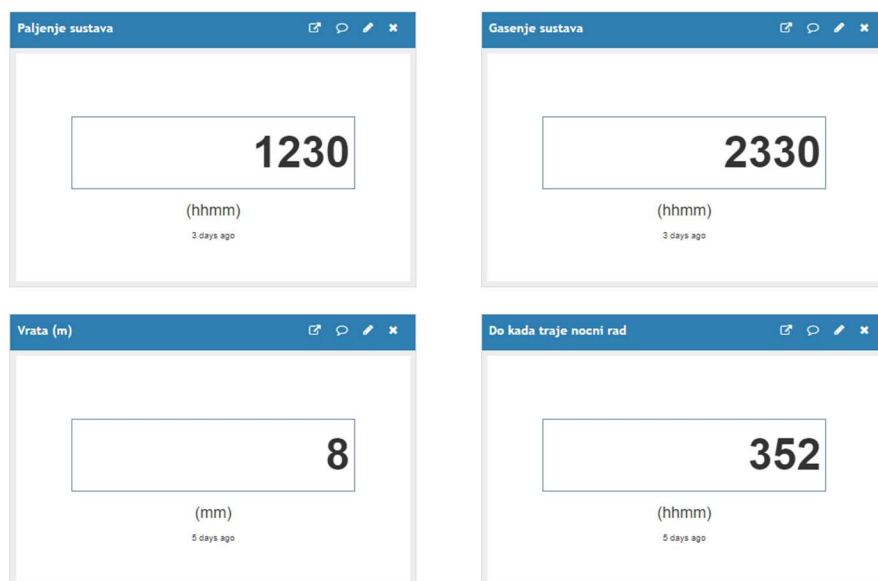 Paljenje sustava
1230
(hhmm)
3 days ago
Gasenje sustava
2330
(hhmm)
3 days ago
Vrata (m)
8
(mm)
5 days ago
Do kada traje nocni rad
352
(hhmm)
5 days ago